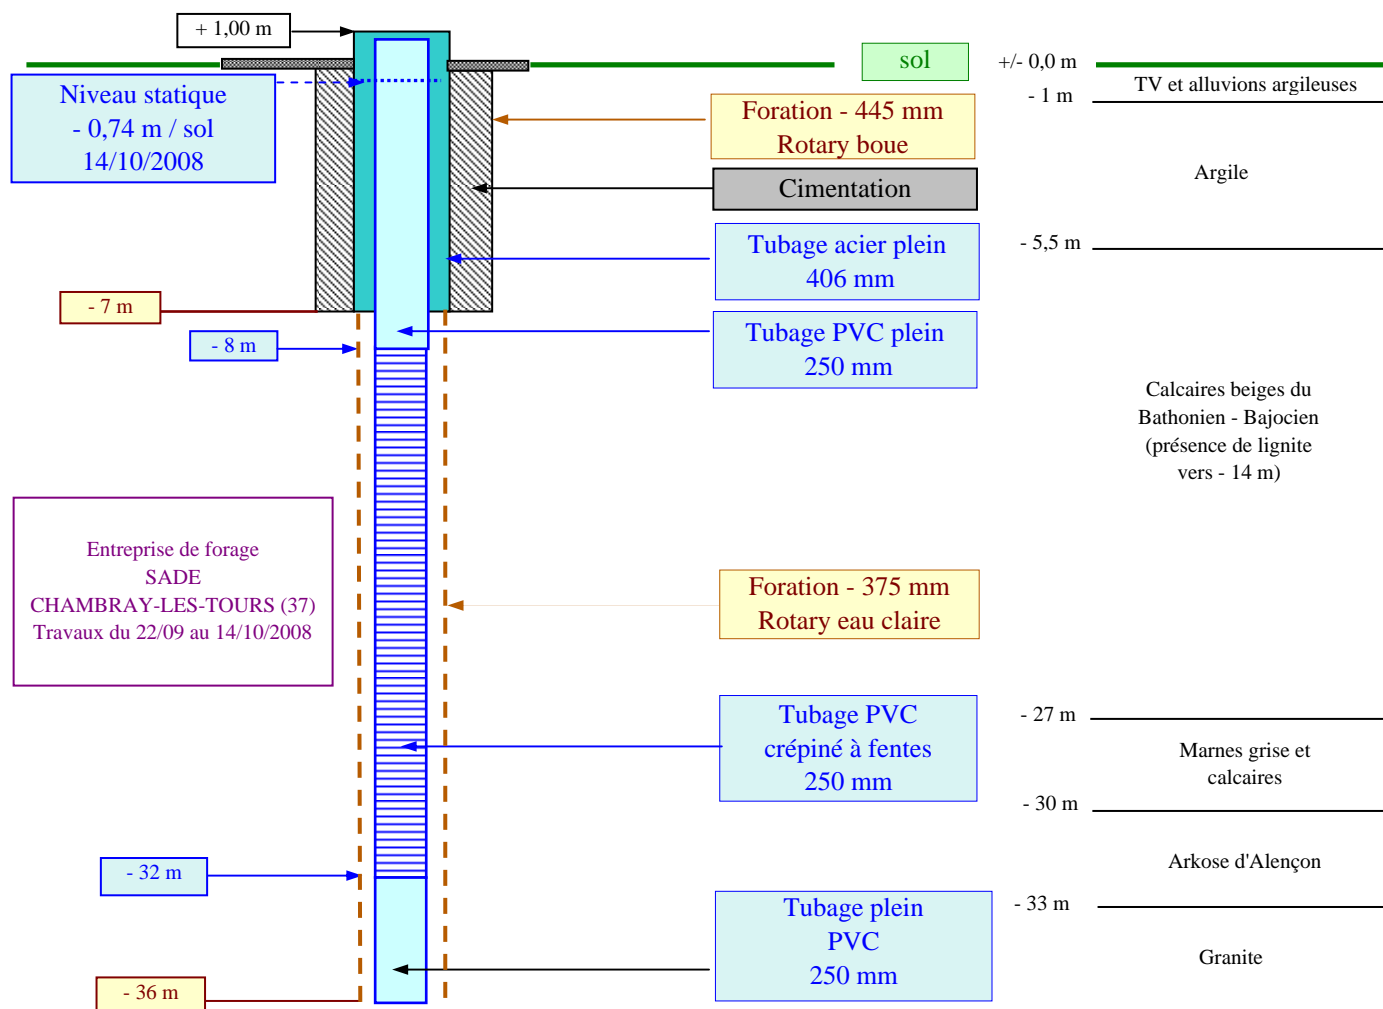 + 1,00 m
sol
+/- 0,0 m
TV et alluvions argileuses
- 1 m
Niveau statique
- 0,74 m / sol
14/10/2008
Foration - 445 mm
Rotary boue
Argile
Cimentation
Tubage acier plein
406 mm
- 5,5 m
- 7 m
- 8 m
Tubage PVC plein
250 mm
Calcaires beiges du
Bathonien - Bajocien
(présence de lignite
vers - 14 m)
Entreprise de forage
SADE
CHAMBRAY-LES-TOURS (37)
Travaux du 22/09 au 14/10/2008
Foration - 375 mm
Rotary eau claire
Tubage PVC
crépiné à fentes
250 mm
- 27 m
Marnes grise et
calcaires
- 30 m
- 32 m
Arkose d'Alençon
- 33 m
Tubage plein
PVC
250 mm
Granite
- 36 m